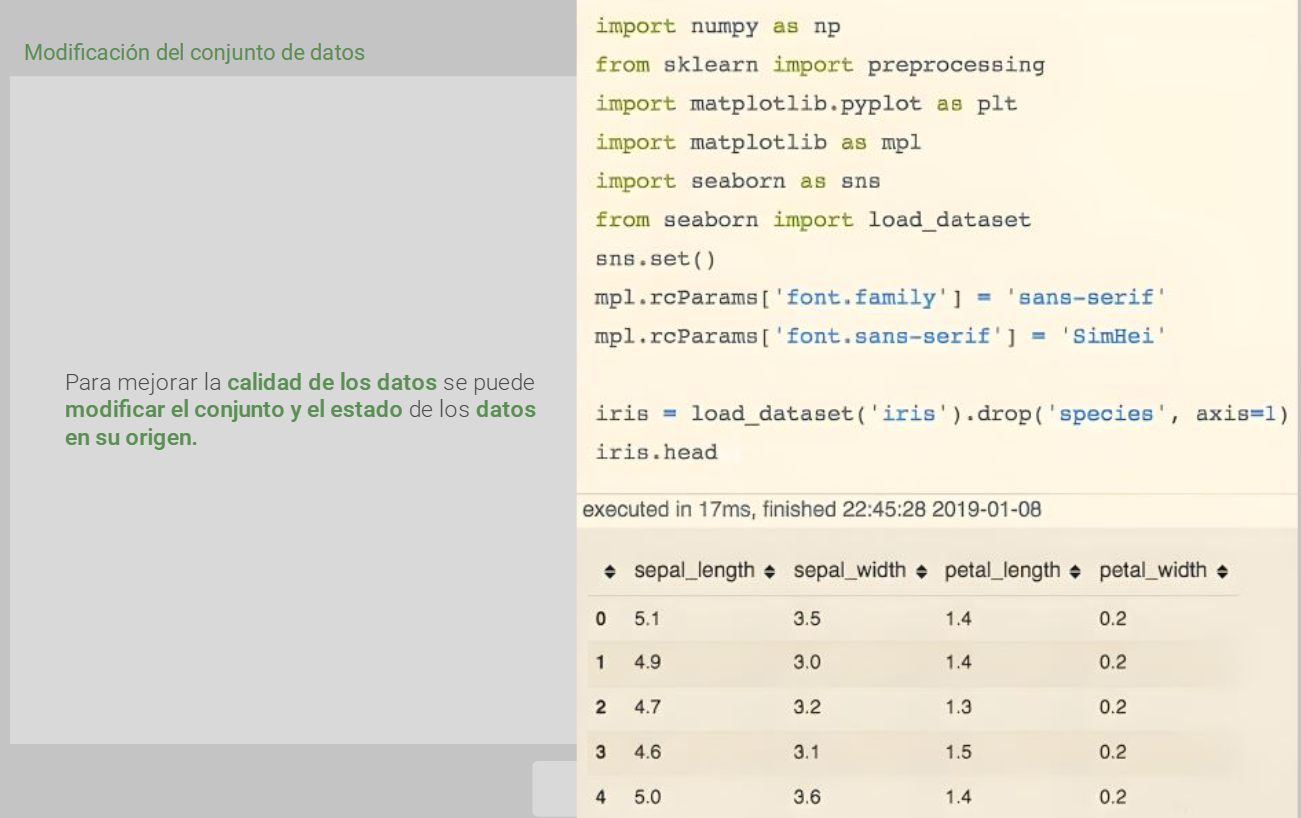 Modificación del conjunto de datos
Para mejorar la calidad de los datos se puede
modificar el conjunto y el estado de los datos
en su origen.
import numpy as np
from sklearn import preprocessing
import matplotlib.pyplot as plt
import matplotlib as mpl
import seaborn as sns
from seaborn import load_dataset
sns.set()
mpl.rcParams['font.family'] = 'sans-serif'
mpl.rcParams['font.sans-serif'] = 'SimHei'
iris = load_dataset('iris').drop('species', axis=1)
iris.head
executed in 17ms, finished 22:45:28 2019-01-08
sepal_length sepal_width petal_length petal_width
0 5.1 3.5 1.4 0.2
1 4.9 3.0 1.4 0.2
2 4.7 3.2 1.3 0.2
3 4.6 3.1 1.5 0.2
4 5.0 3.6 1.4 0.2